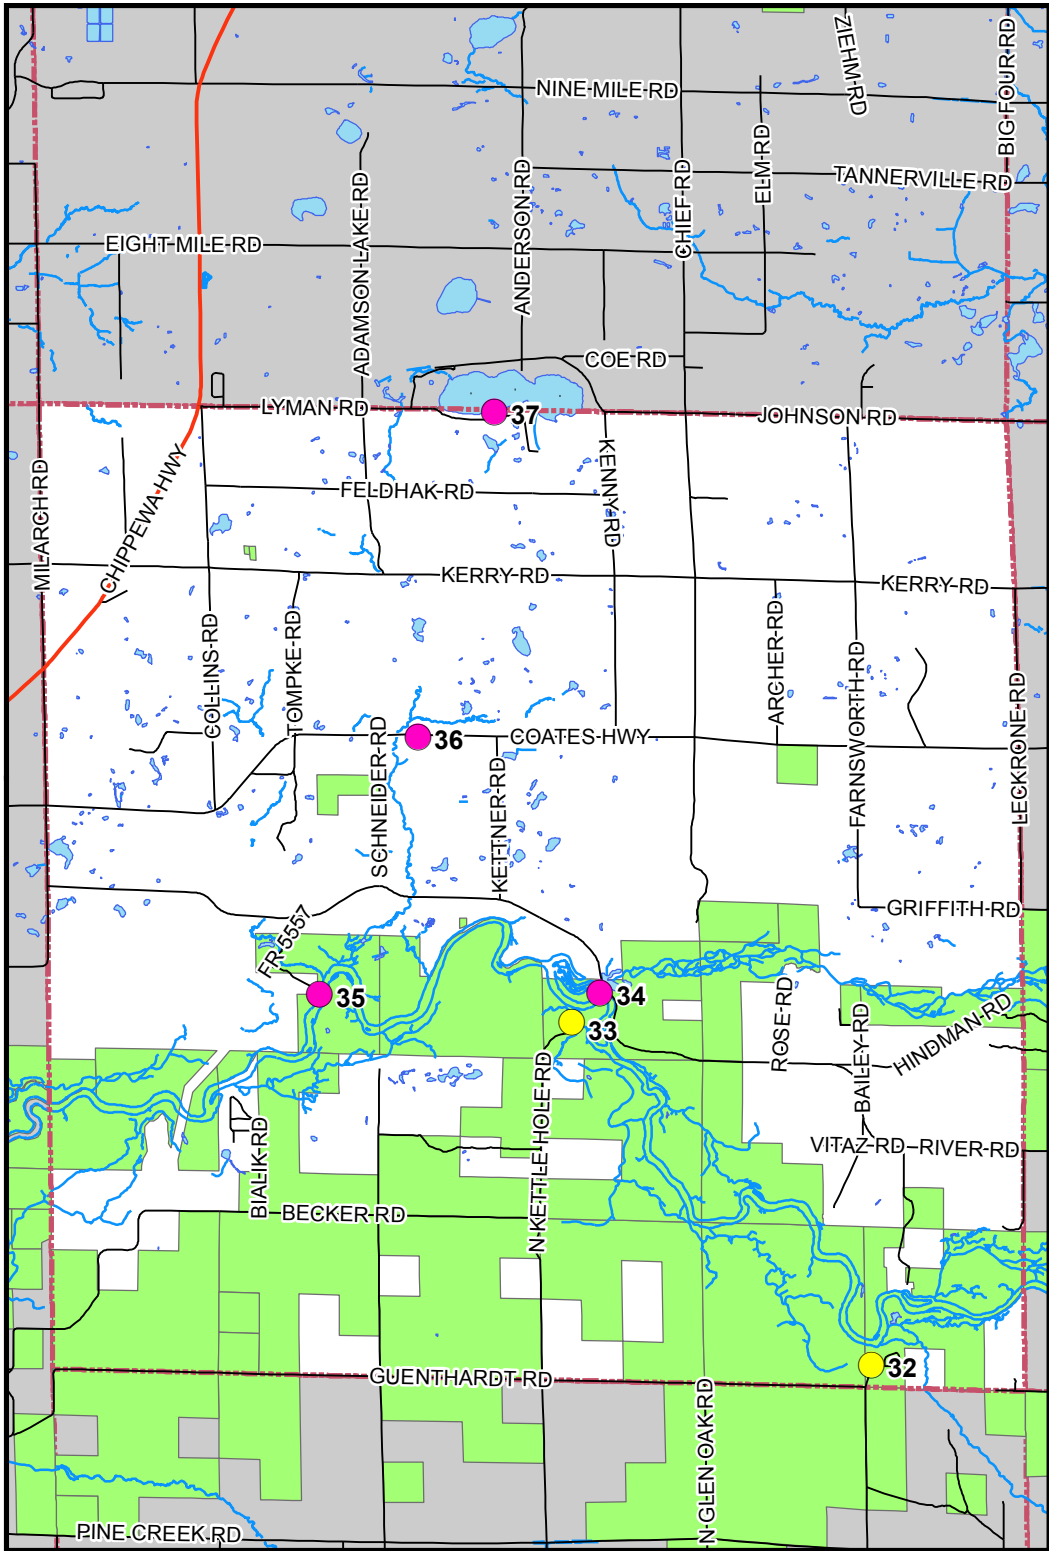 ZIEHM RD
BIG FOUR RD
NINE MILE RD
ELM RD
TANNERVILLE RD
ANDERSON RD
CHIEF RD
ADAMSON LAKE RD
EIGHT MILE RD
COE RD
LYMAN RD
37
JOHNSON RD
MILARCH RD
CHIPPEWA HWY
FELDHAK RD
KENNY RD
KERRY RD
KERRY RD
COLLINS RD
TOMPKE RD
ARCHER RD
FARNSWORTH RD
LECKRONE RD
SCHNEIDER RD
36
COATES HWY
KETTNER RD
GRIFFITH RD
FR 5557
35
34
33
ROSE RD
BAILEY RD
HINDMAN RD
N KETTLE HOLE RD
BIALIK RD
VITAZ RD
RIVER RD
BECKER RD
32
GUENTHARDT RD
N GLEN OAK RD
PINE CREEK RD